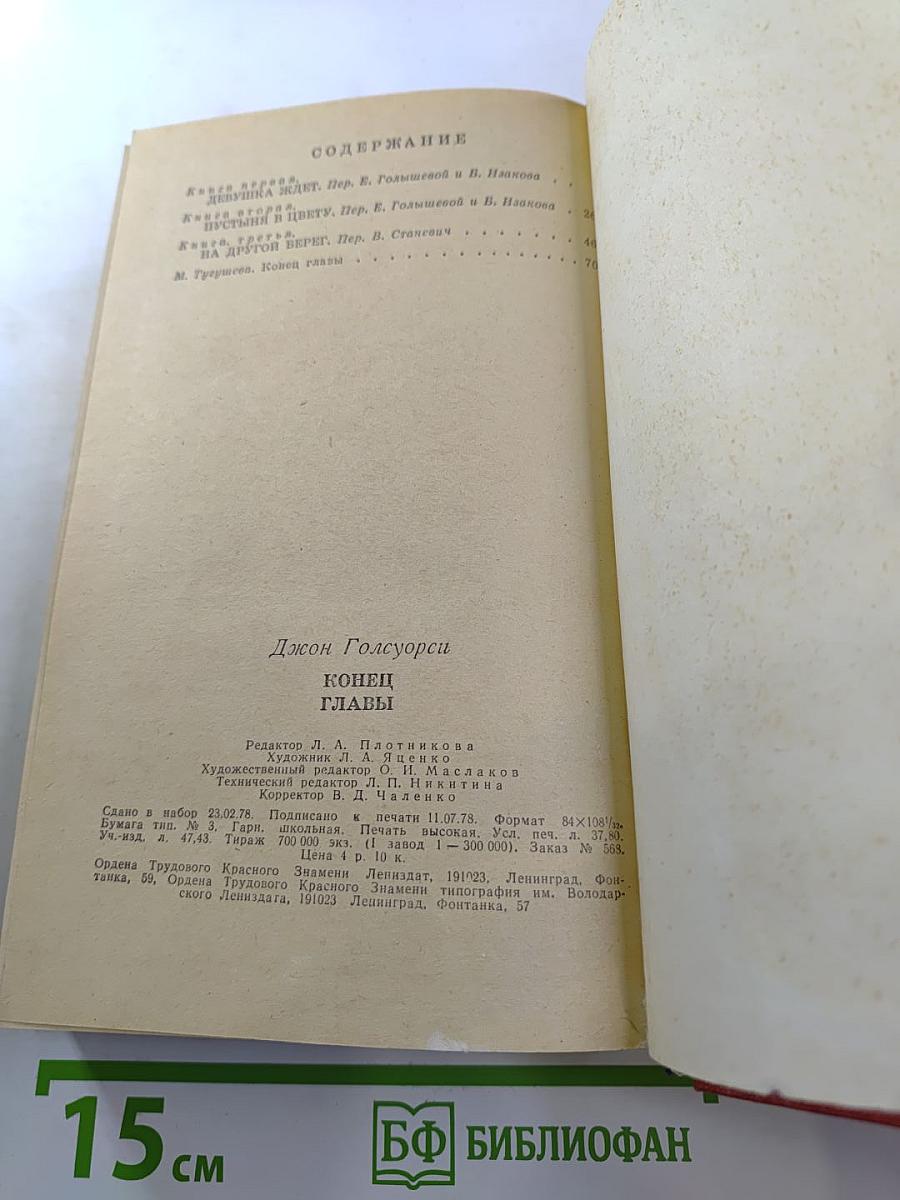 СОДЕРЖАНИЕ
Книга первая.
ДЕВУШКА ЖДЕТ. Пер. Е. Голышевой и Б. Изакова . .
Книга вторая.
ПУСТЫНЯ В ЦВЕТУ. Пер. Е. Голышевой и Б. Изакова .
Книга третья.
НА ДРУГОЙ БЕРЕГ. Пер. В. Станевич . . . . . . .
М. Тугушева. Конец главы . . . . . . . . . . . . . .
Джон Голсуорси
КОНЕЦ
ГЛАВЫ
Редактор Л. А. Плотникова
Художник Л. А. Яценко
Художественный редактор О. И. Маслаков
Технический редактор Л. П. Никитина
Корректор В. Д. Чаленко
Сдано в набор 23.02.78. Подписано к печати 11.07.78. Формат 84×108¹/₃₂.
Бумага тип. № 3. Гарн. школьная. Печать высокая. Усл. печ. л. 37,80.
Уч.-изд. л. 47,43. Тираж 700 000 экз. (I завод 1—300 000). Заказ № 568.
Цена 4 р. 10 к.
Ордена Трудового Красного Знамени Лениздат, 191023, Ленинград, Фон-
танка, 59, Ордена Трудового Красного Знамени типография им. Володар-
ского Лениздата, 191023 Ленинград, Фонтанка, 57
15 см
БФ БИБЛИОФАН